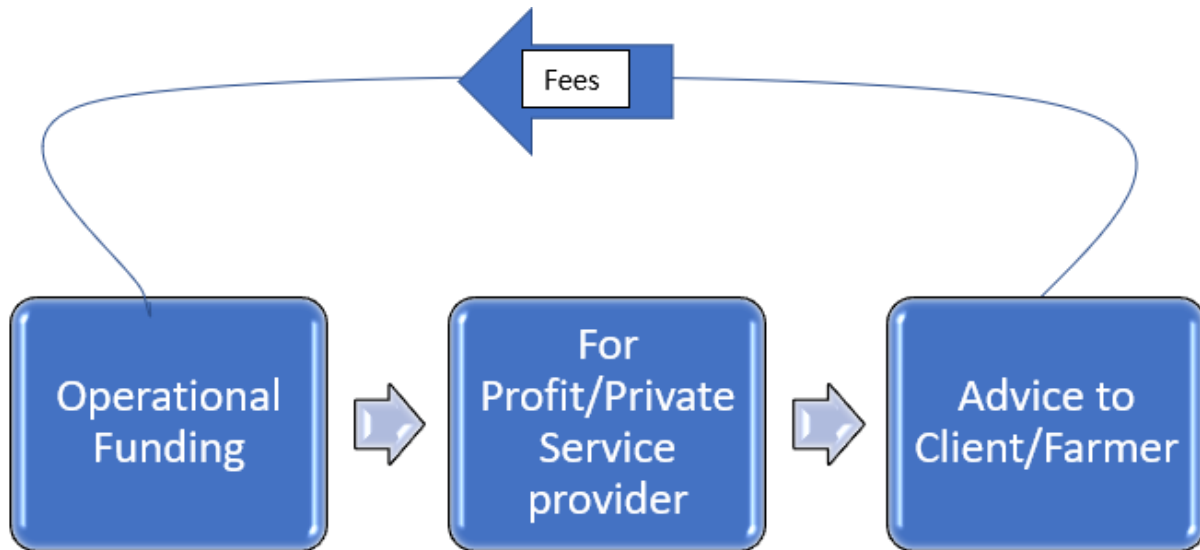 Fees
Operational
Funding
For
Profit/Private
Service
provider
Advice to
Client/Farmer